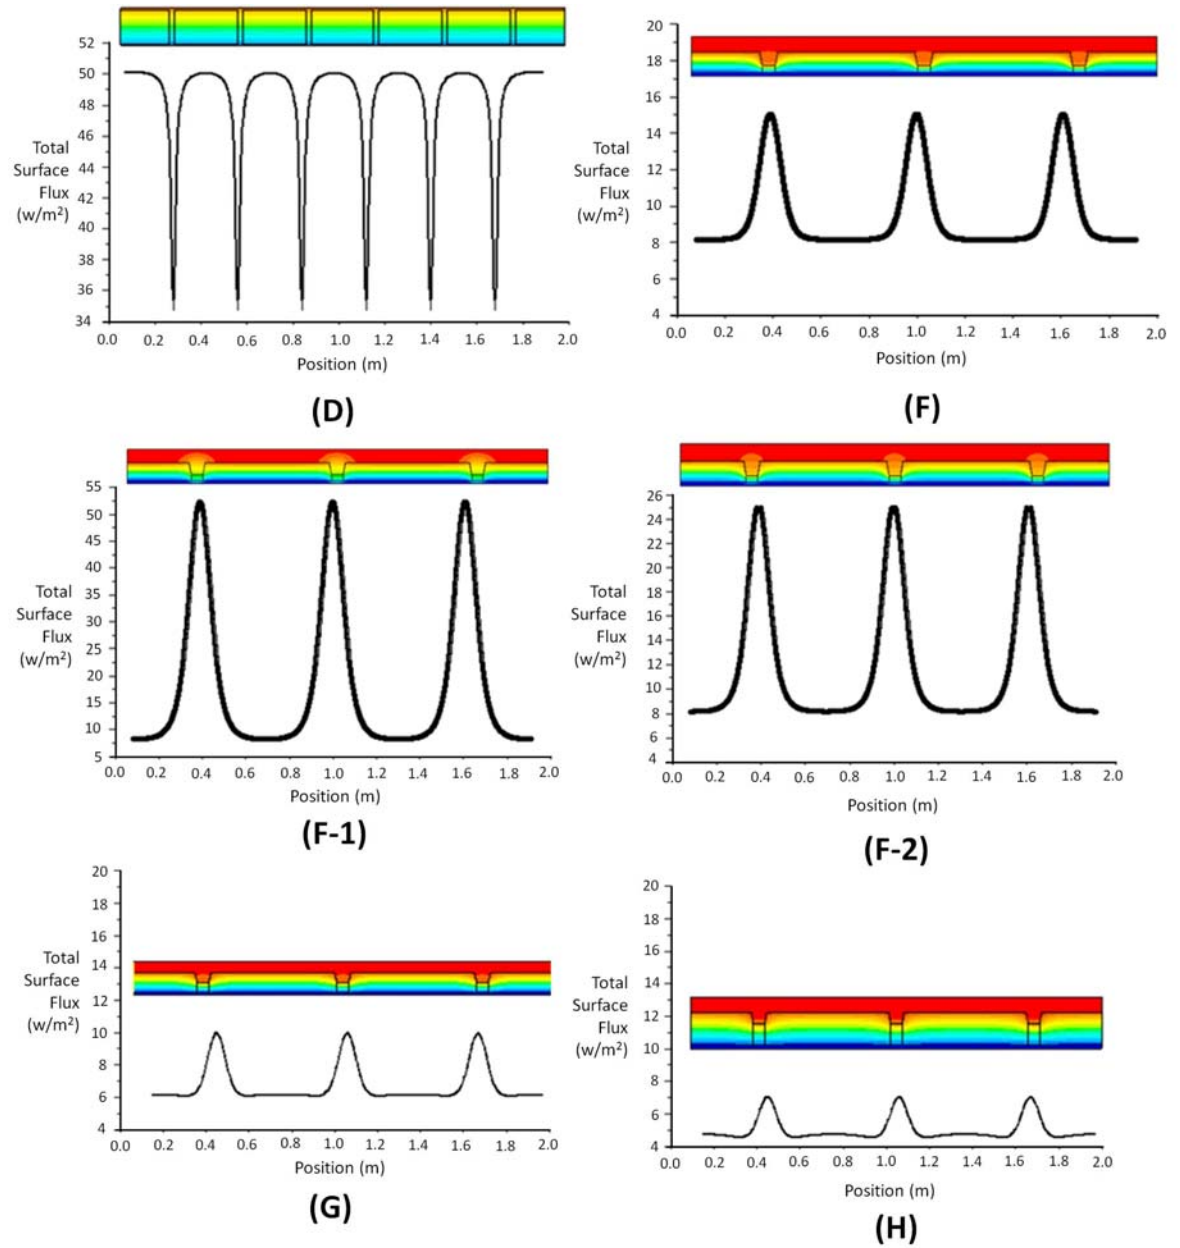 52
50
48
46
44
42
40
38
36
34
Total
Surface
Flux
(w/m²)
0.0 0.2 0.4 0.6 0.8 1.0 1.2 1.4 1.6 1.8 2.0
Position (m)
(D)
20
18
16
14
12
10
8
6
4
Total
Surface
Flux
(w/m²)
0.0 0.2 0.4 0.6 0.8 1.0 1.2 1.4 1.6 1.8 2.0
Position (m)
(F)
55
50
45
40
35
30
25
20
15
10
5
Total
Surface
Flux
(w/m²)
0.0 0.2 0.4 0.6 0.8 1.0 1.2 1.4 1.6 1.8 2.0
Position (m)
(F-1)
26
24
22
20
18
16
14
12
10
8
6
4
Total
Surface
Flux
(w/m²)
0.0 0.2 0.4 0.6 0.8 1.0 1.2 1.4 1.6 1.8 2.0
Position (m)
(F-2)
20
18
16
14
12
10
8
6
4
Total
Surface
Flux
(w/m²)
0.0 0.2 0.4 0.6 0.8 1.0 1.2 1.4 1.6 1.8 2.0
Position (m)
(G)
20
18
16
14
12
10
8
6
4
Total
Surface
Flux
(w/m²)
0.0 0.2 0.4 0.6 0.8 1.0 1.2 1.4 1.6 1.8 2.0
Position (m)
(H)